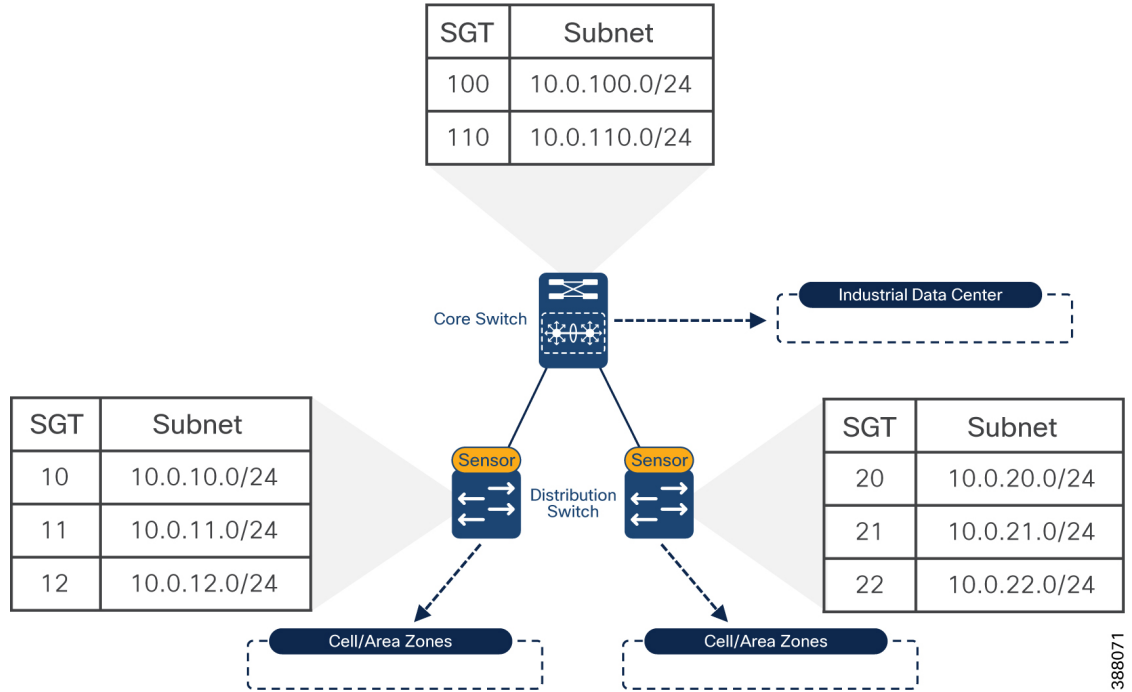 SGT Subnet
100 10.0.100.0/24
110 10.0.110.0/24
Industrial Data Center
Core Switch
SGT Subnet
10 10.0.10.0/24
11 10.0.11.0/24
12 10.0.12.0/24
Sensor
Sensor
Distribution
Switch
SGT Subnet
20 10.0.20.0/24
21 10.0.21.0/24
22 10.0.22.0/24
Cell/Area Zones
Cell/Area Zones
388071